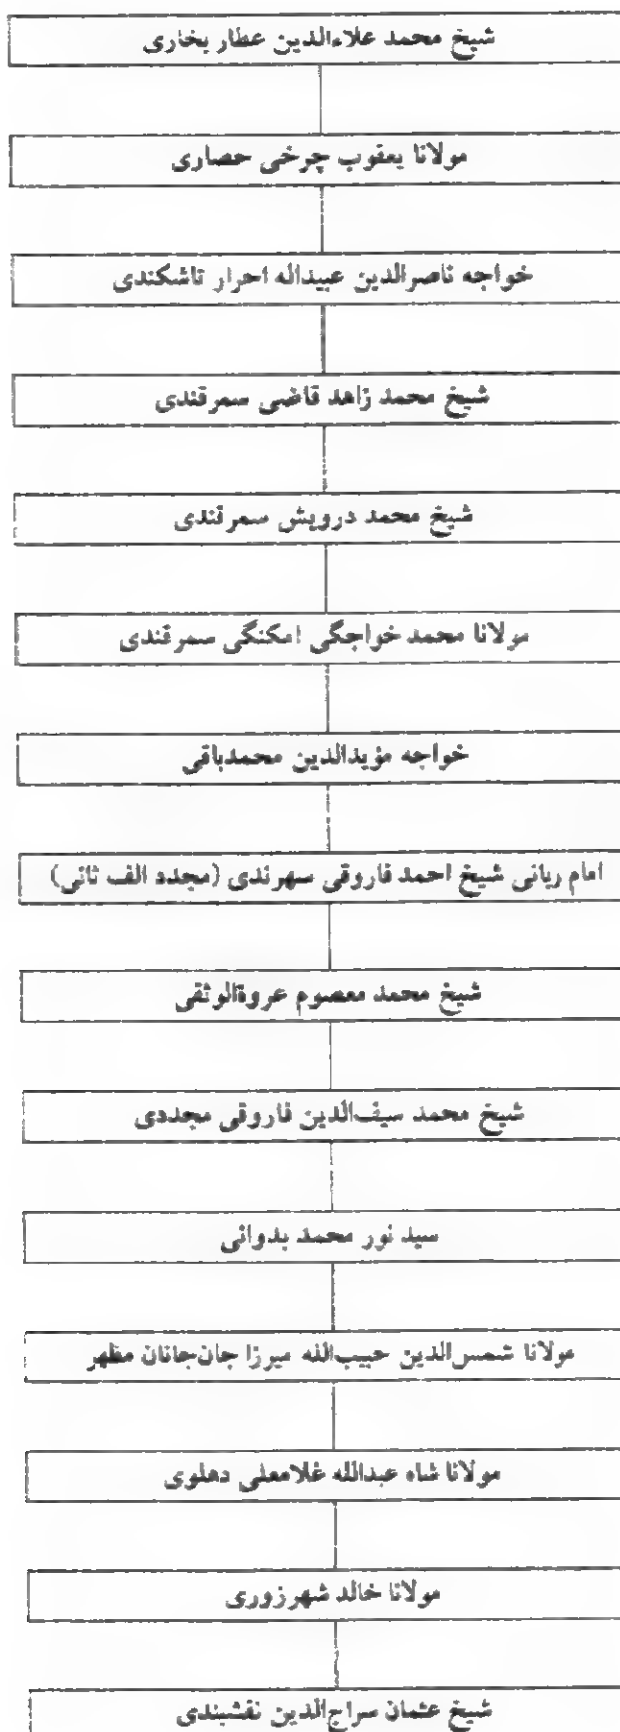 شیخ محمد علاءالدین عطار بخاری
مولانا یعقوب چرخی حصاری
خواجه ناصرالدین عبیداله احرار تاشکندی
شیخ محمد زاهد قاضی سمرقندی
شیخ محمد درویش سمرقندی
مولانا محمد خواجگی امکنگی سمرقندی
خواجه مؤیدالدین محمدباقی
امام ربانی شیخ احمد فاروقی سهرندی (مجدد الف ثانی)
شیخ محمد معصوم عروةالوثقی
شیخ محمد سیف‌الدین فاروقی مجددی
سید نور محمد بدوانی
مولانا شمس‌الدین حبیب‌الله میرزا جان‌جانان مظهر
مولانا شاه عبدالله غلامعلی دهلوی
مولانا خالد شهرزوری
شیخ عثمان سراج‌الدین نقشبندی